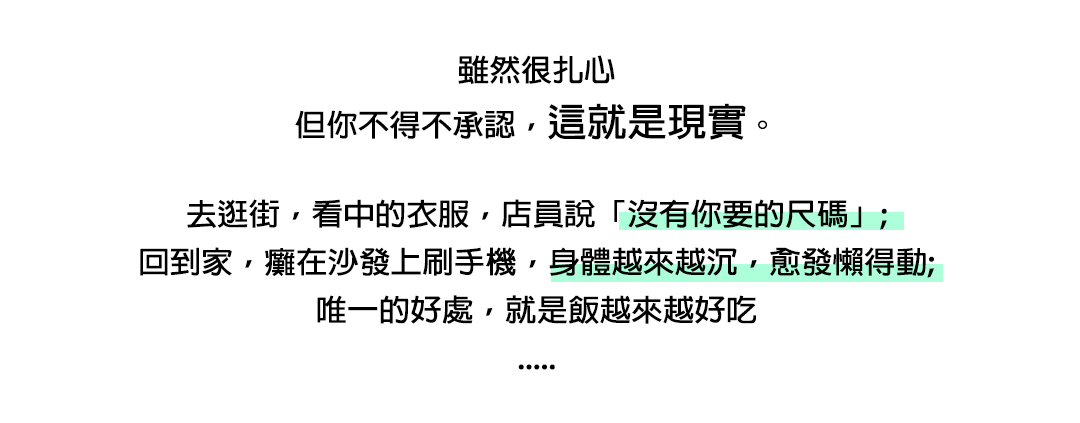 雖然很扎心
但你不得不承認，這就是現實。
去逛街，看中的衣服，店員說「沒有你要的尺碼」;
回到家，癱在沙發上刷手機，身體越來越沉，愈發懶得動;
唯一的好處，就是飯越來越好吃
.....